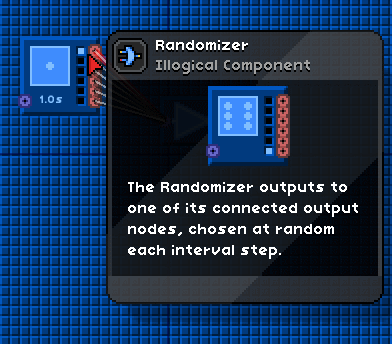 Randomizer
Illogical Component
1.0s
The Randomizer outputs to
one of its connected output
nodes, chosen at random
each interval step.